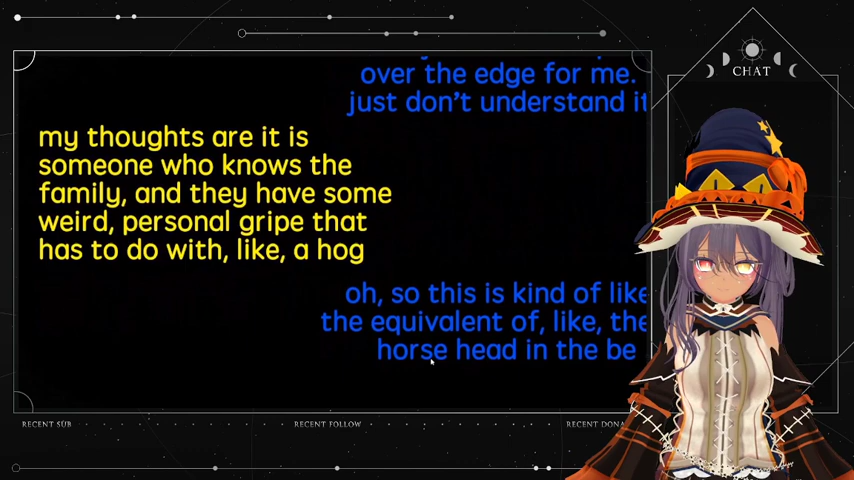 over the edge for me.
just don't understand it
my thoughts are it is
someone who knows the
family, and they have some
weird, personal gripe that
has to do with, like, a hog
oh, so this is kind of like
the equivalent of, like, the
horse head in the be
CHAT
RECENT SUB
RECENT FOLLOW
RECENT DONA